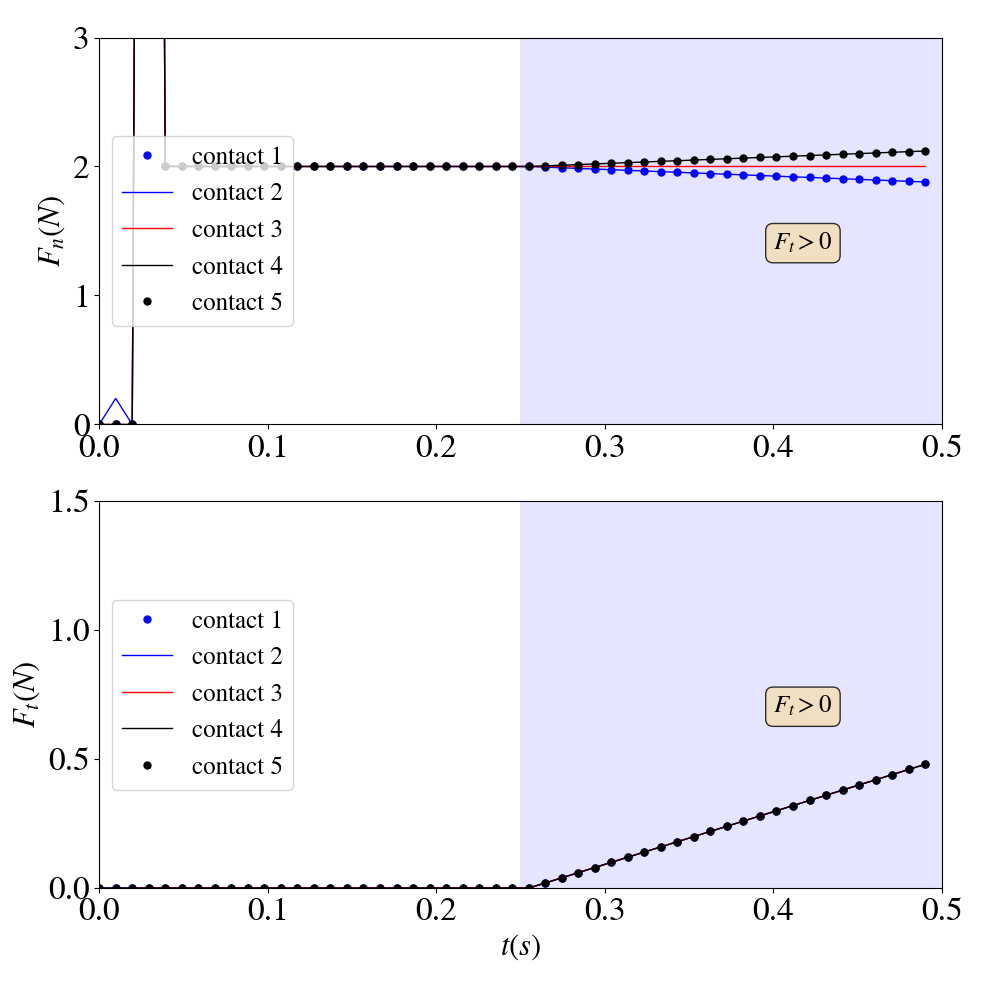 3
2
1
0
F_n(N)
contact 1
contact 2
contact 3
contact 4
contact 5
F_t > 0
0.0 0.1 0.2 0.3 0.4 0.5
1.5
1.0
0.5
0.0
F_t(N)
contact 1
contact 2
contact 3
contact 4
contact 5
F_t > 0
0.0 0.1 0.2 0.3 0.4 0.5
t(s)